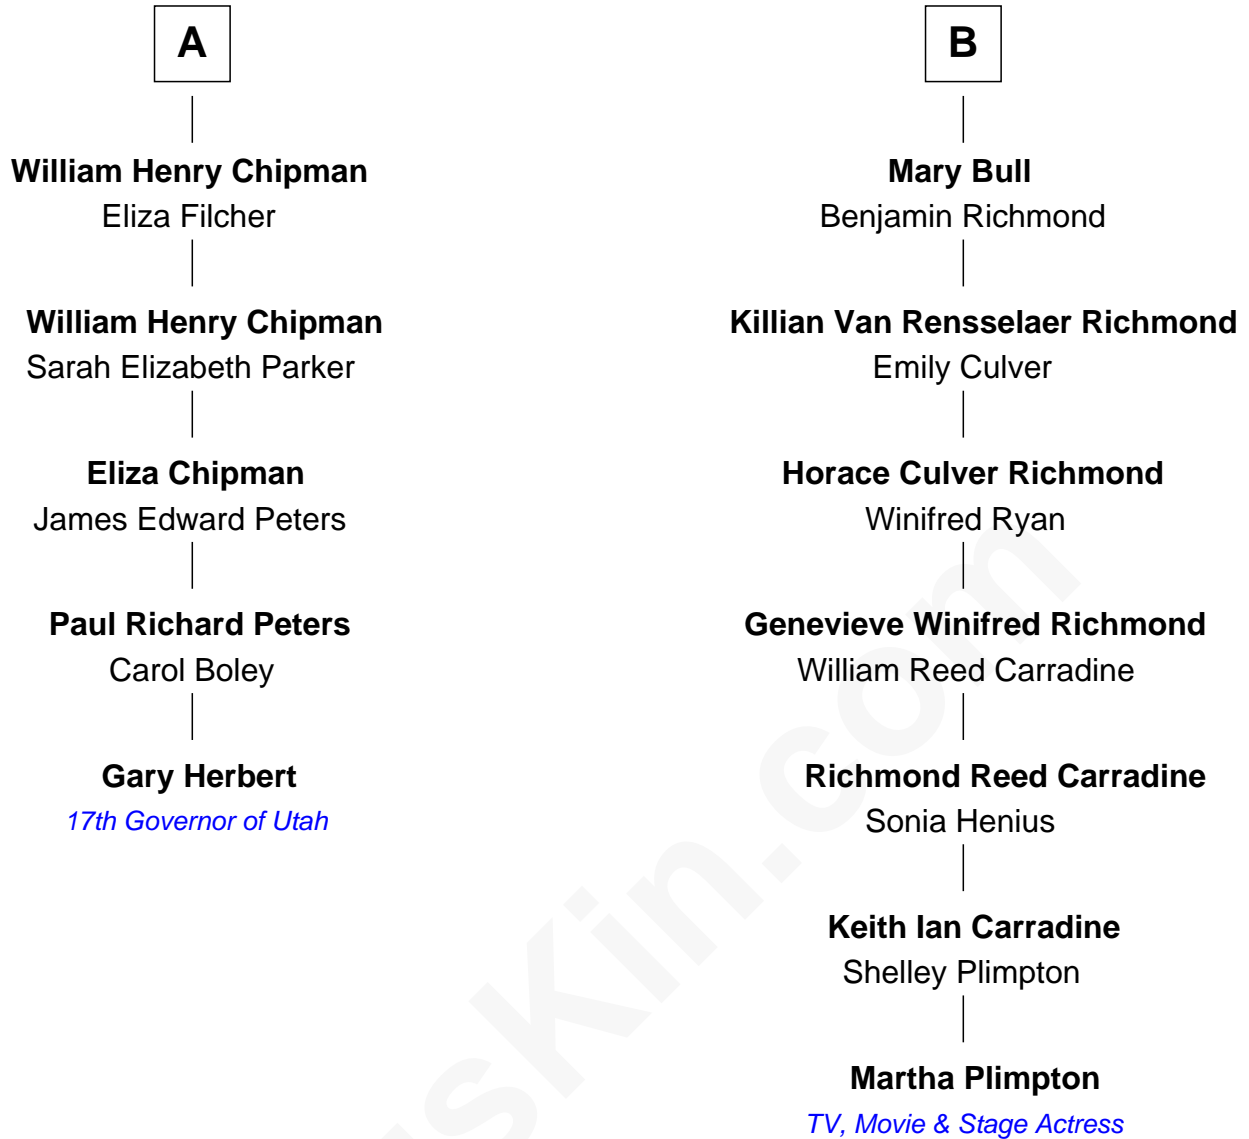 A
William Henry Chipman
Eliza Filcher
William Henry Chipman
Sarah Elizabeth Parker
Eliza Chipman
James Edward Peters
Paul Richard Peters
Carol Boley
Gary Herbert
17th Governor of Utah
B
Mary Bull
Benjamin Richmond
Killian Van Rensselaer Richmond
Emily Culver
Horace Culver Richmond
Winifred Ryan
Genevieve Winifred Richmond
William Reed Carradine
Richmond Reed Carradine
Sonia Henius
Keith Ian Carradine
Shelley Plimpton
Martha Plimpton
TV, Movie & Stage Actress
sKin.com